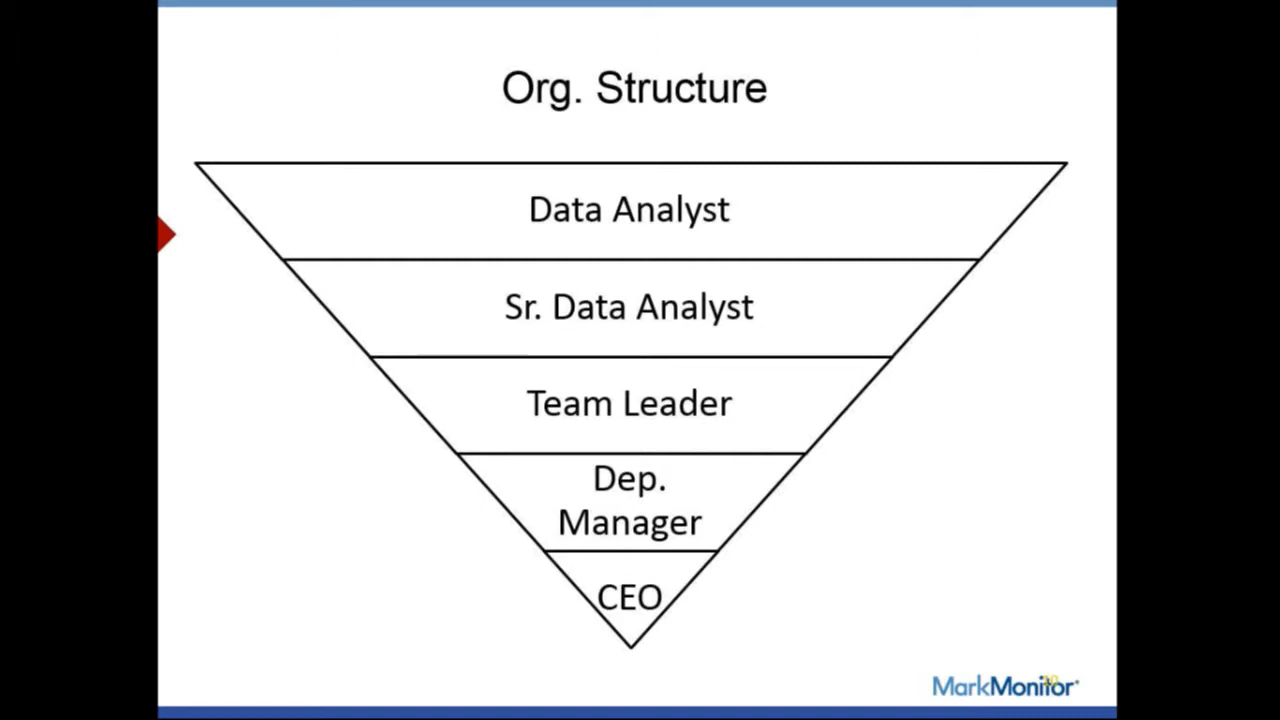 Org. Structure
Data Analyst
Sr. Data Analyst
Team Leader
Dep.
Manager
CEO
MarkMonitor